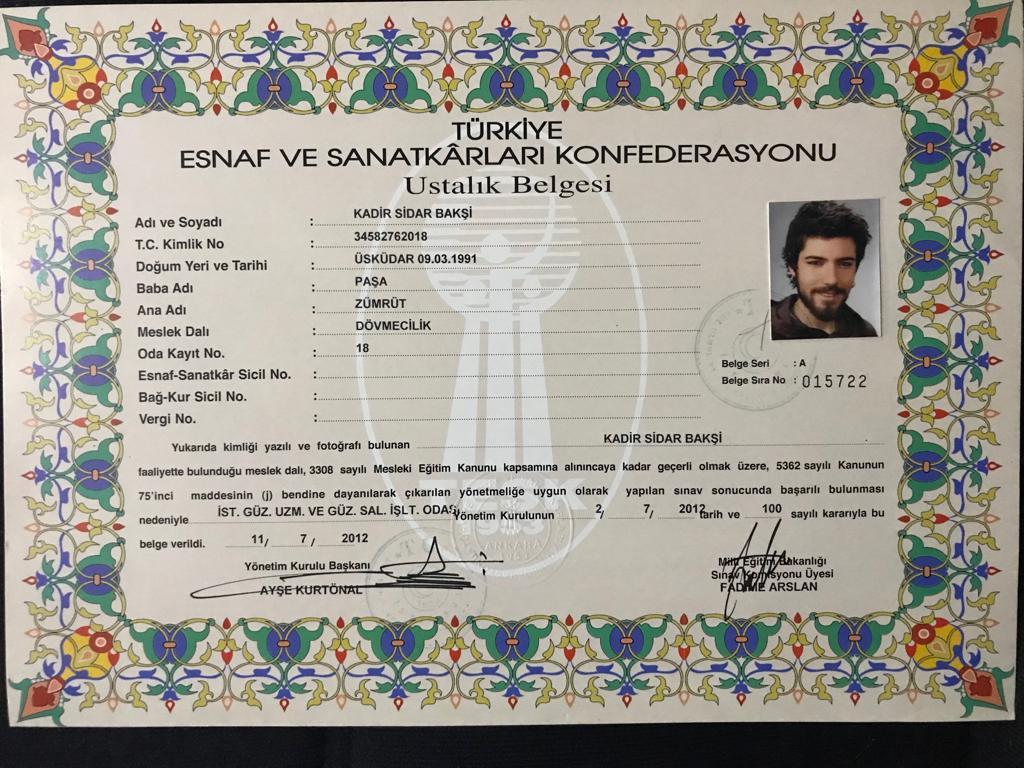 TÜRKİYE
ESNAF VE SANATKÂRLARI KONFEDERASYONU
Ustalık Belgesi
Adı ve Soyadı : KADİR SİDAR BAKŞİ
T.C. Kimlik No : 34582762018
Doğum Yeri ve Tarihi : ÜSKÜDAR 09.03.1991
Baba Adı : PAŞA
Ana Adı : ZÜMRÜT
Meslek Dalı : DÖVMECİLİK
Oda Kayıt No. : 18
Esnaf-Sanatkâr Sicil No. :
Bağ-Kur Sicil No. :
Vergi No. :
Belge Seri : A
Belge Sıra No : 015722
Yukarıda kimliği yazılı ve fotoğrafı bulunan KADİR SİDAR BAKŞİ
faaliyette bulunduğu meslek dalı, 3308 sayılı Mesleki Eğitim Kanunu kapsamına alınıncaya kadar geçerli olmak üzere, 5362 sayılı Kanunun
75'inci maddesinin (j) bendine dayanılarak çıkarılan yönetmeliğe uygun olarak yapılan sınav sonucunda başarılı bulunması
nedeniyle İST. GÜZ. UZM. VE GÜZ. SAL. İŞLT. ODAS. Yönetim Kurulunun 2/ 7/ 2012 tarih ve 100 sayılı kararıyla bu
belge verildi. 11/ 7 / 2012
Yönetim Kurulu Başkanı
AYŞE KURTÖNAL
Milli Eğitim Bakanlığı
Sınav Komisyonu Üyesi
FADİME ARSLAN
TESK
ANKARA